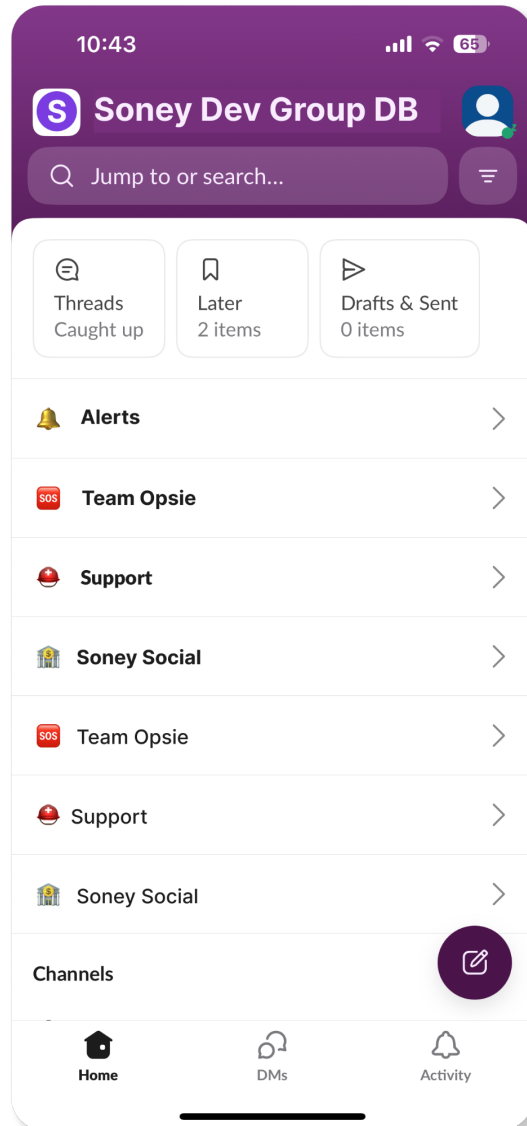 10:43
65
S Soney Dev Group DB
Jump to or search...
Threads
Caught up
Later
2 items
Drafts & Sent
0 items
Alerts
SOS Team Opsie
Support
Soney Social
SOS Team Opsie
Support
Soney Social
Channels
Home
DMs
Activity